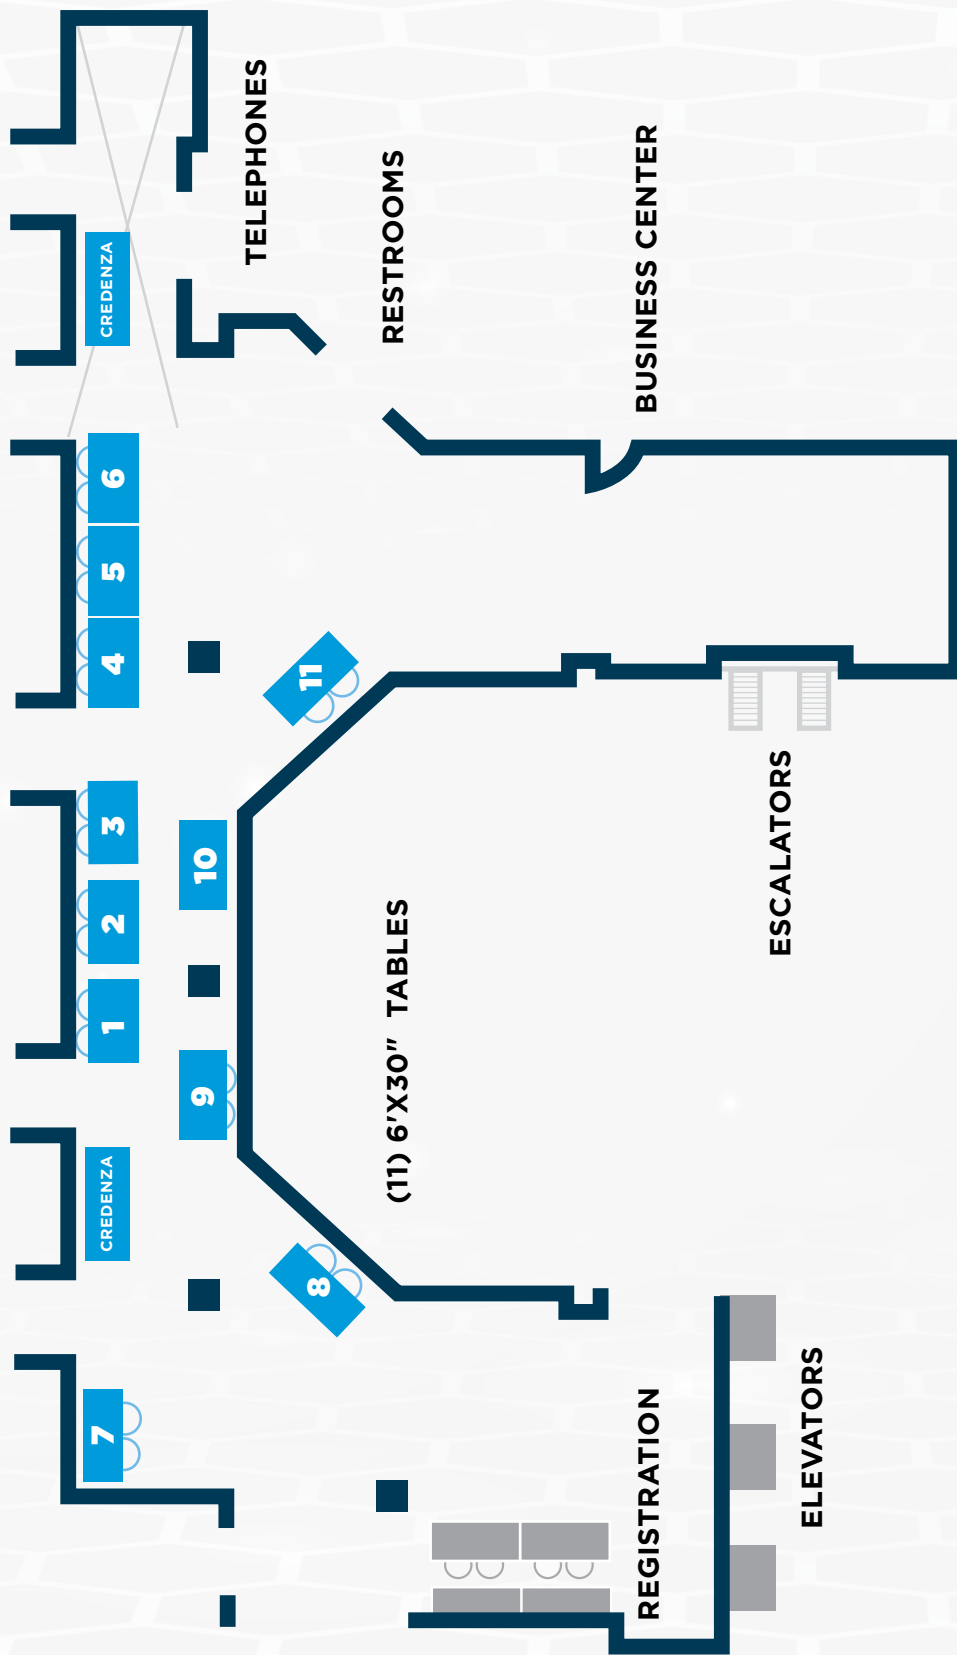 7
CREDENZA
1
2
3
4
5
6
CREDENZA
9
10
TELEPHONES
8
11
(11) 6'X30" TABLES
RESTROOMS
REGISTRATION
BUSINESS CENTER
ESCALATORS
ELEVATORS